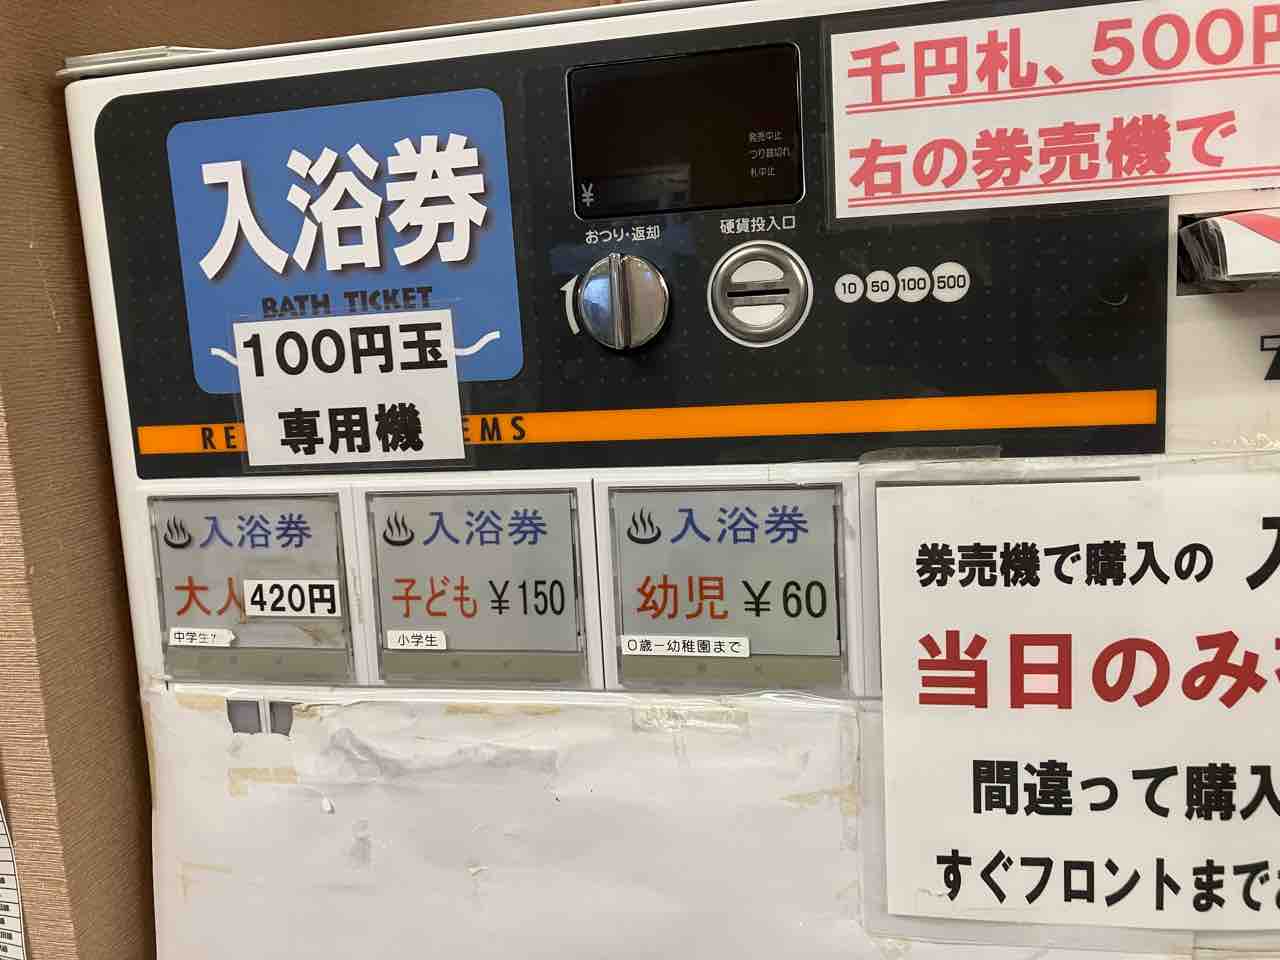 千円札、500円
右の券売機で
入浴券
BATH TICKET
100円玉
専用機
発売中止
つり銭切れ
札中止
¥
おつり・返却
硬貨投入口
10 50 100 500
EMS
入浴券
大人 420円
中学生
入浴券
子ども ¥150
小学生
入浴券
幼児 ¥60
0歳ー幼稚園まで
券売機で購入の
当日のみ
間違って購入
すぐフロントまで